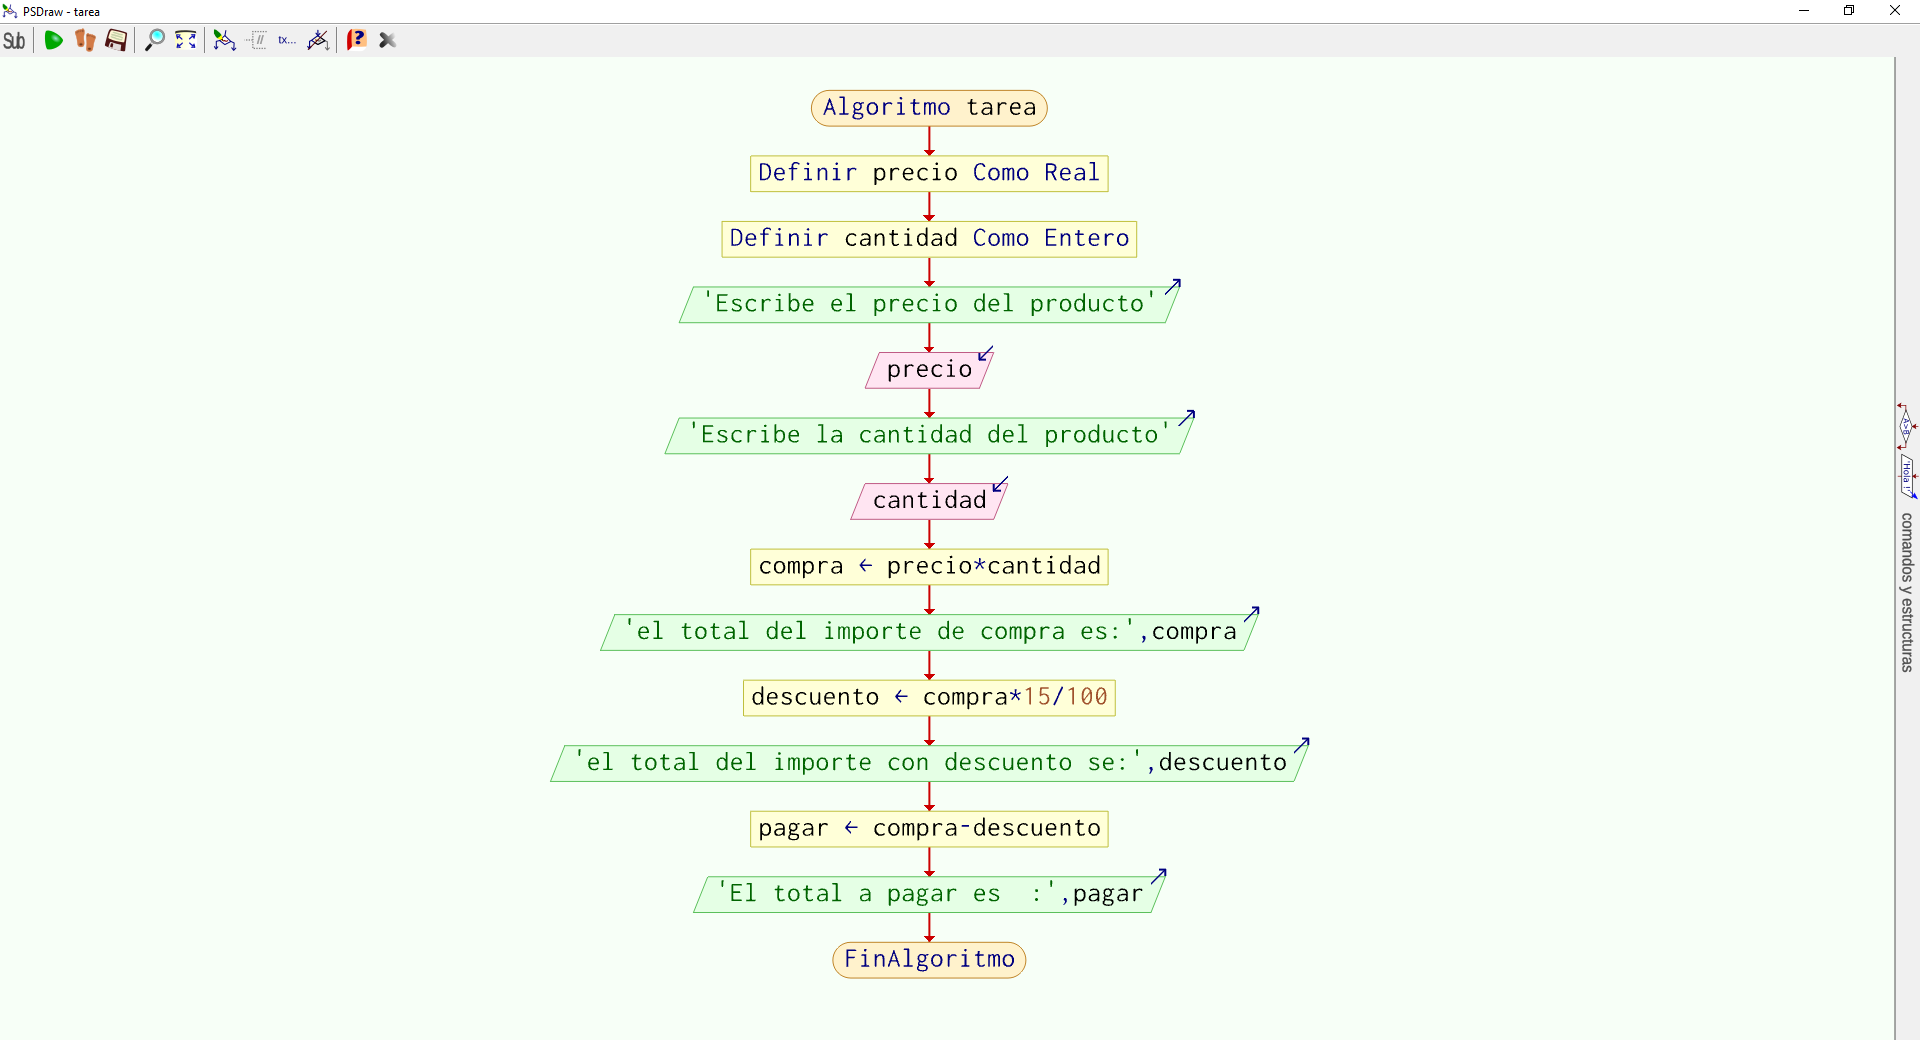 PSDraw - tarea
Sub
tx...
Algoritmo tarea
Definir precio Como Real
Definir cantidad Como Entero
'Escribe el precio del producto'
precio
'Escribe la cantidad del producto'
cantidad
compra ← precio*cantidad
'el total del importe de compra es:',compra
descuento ← compra*15/100
'el total del importe con descuento se:',descuento
pagar ← compra-descuento
'El total a pagar es  :',pagar
FinAlgoritmo
A>B
'Hola !'
comandos y estructuras